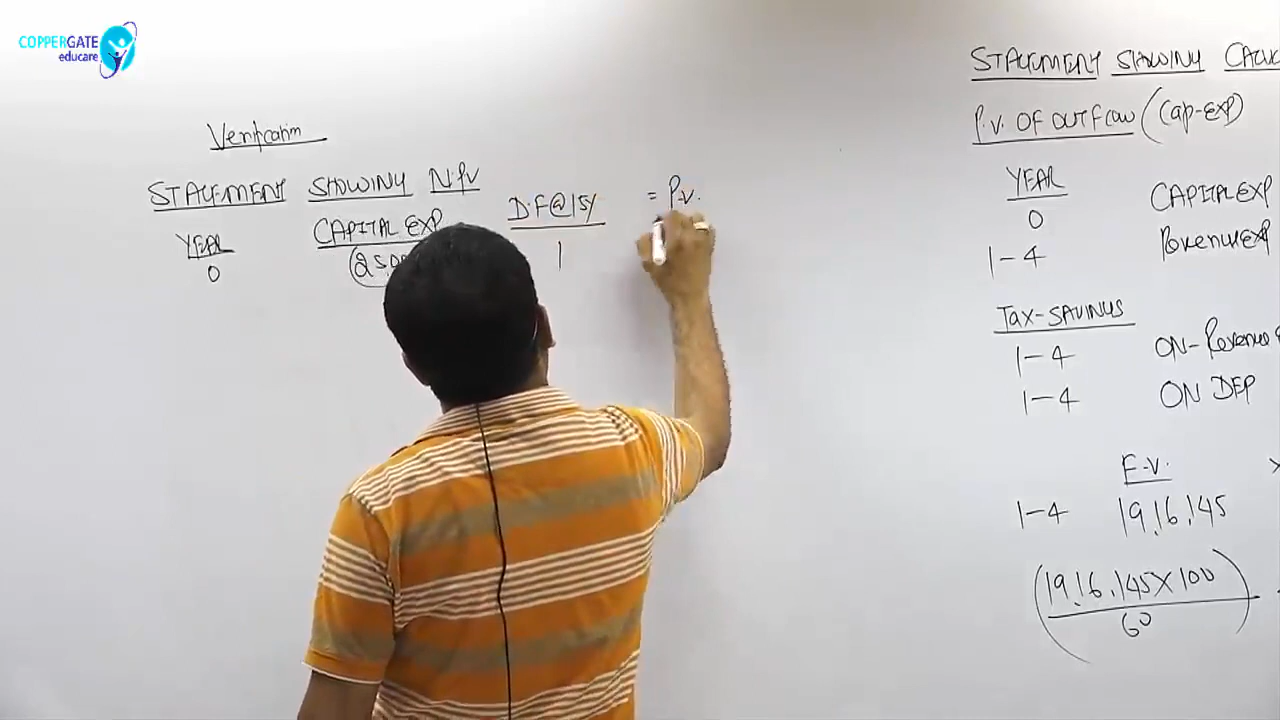 COPPERGATE
educare
Verification
STATEMENT SHOWING NPV
YEAR CAPITAL EXP D.F@15% = P.V.
0 1
STATEMENT SHOWING
P.V. OF OUTFLOW (Cap-EXP)
YEAR
0 CAPITAL EXP
1-4 Revenue EXP
TAX-SAVINGS
1-4 ON-Revenue
1-4 ON DEP
F.V.
1-4 19,16,145
(19,16,145X100)
60